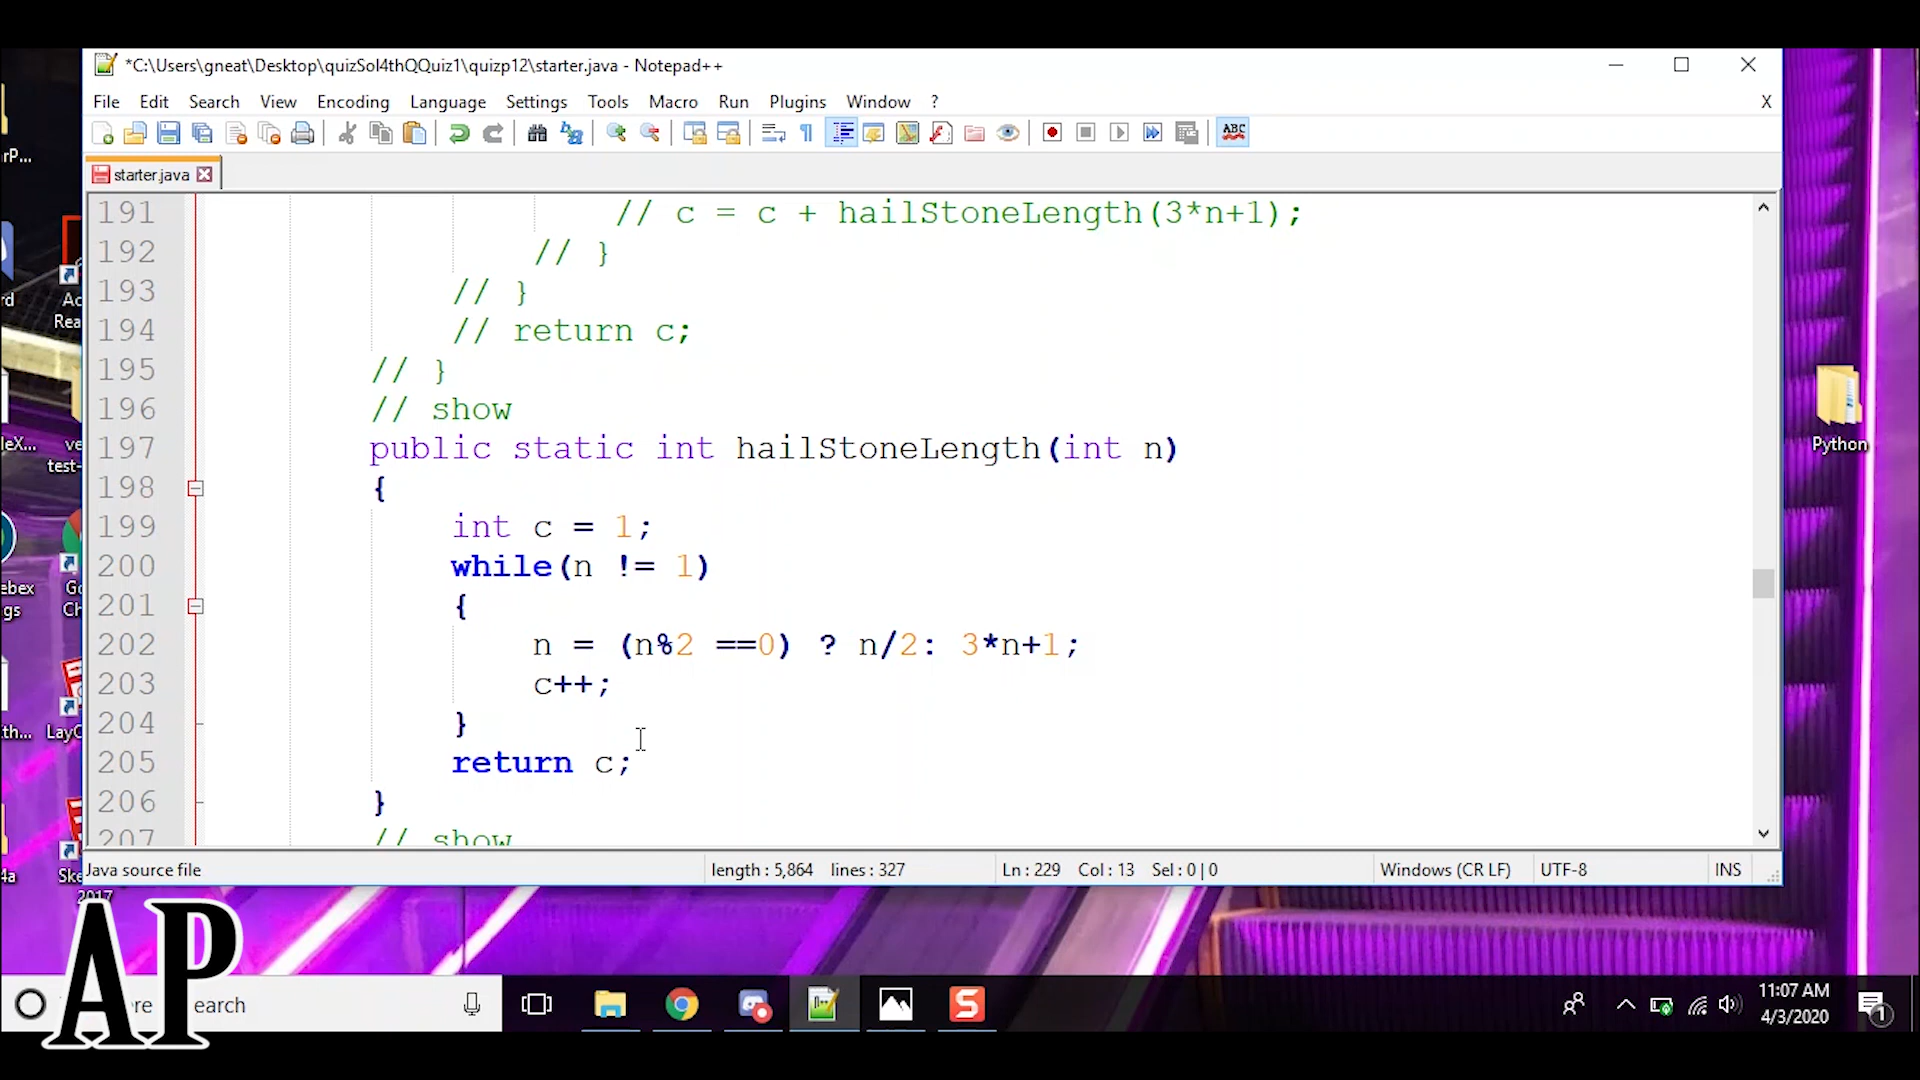 *C:\Users\gneat\Desktop\quizSol4thQQuiz1\quizp12\starter.java - Notepad++
File Edit Search View Encoding Language Settings Tools Macro Run Plugins Window ? X
starter.java
191 // c = c + hailStoneLength(3*n+1);
192 // }
193 // }
194 // return c;
195 // }
196 // show
197 public static int hailStoneLength(int n)
198 {
199 int c = 1;
200 while(n != 1)
201 {
202 n = (n%2 ==0) ? n/2: 3*n+1;
203 c++;
204 }
205 return c;
206 }
207 // show
Java source file length : 5,864 lines : 327 Ln : 229 Col : 13 Sel : 0 | 0 Windows (CR LF) UTF-8 INS
Python
ABC
2017
AP
earch
11:07 AM
4/3/2020
1